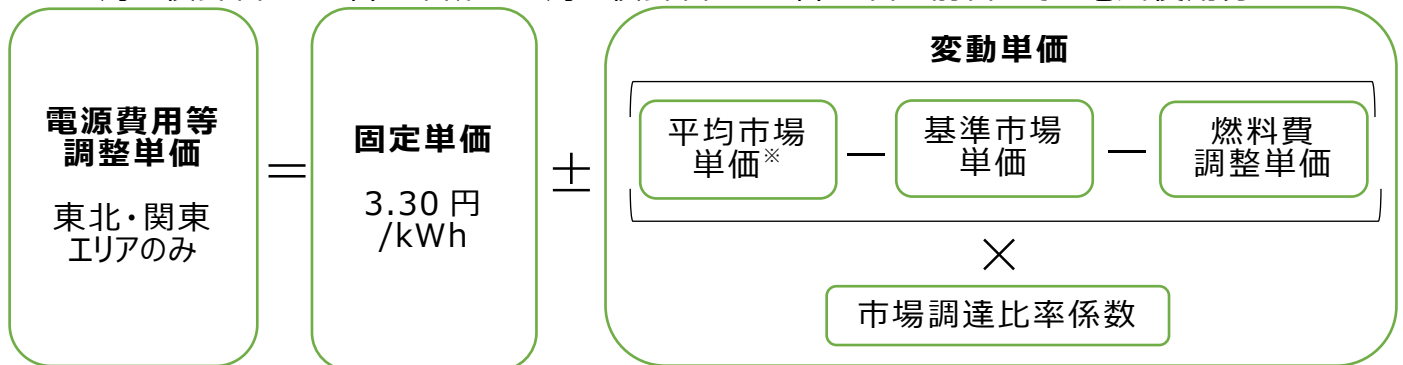 電源費用等
調整単価
東北・関東
エリアのみ
＝
固定単価
3.30 円
/kWh
±
変動単価
平均市場
単価※
―
基準市場
単価
―
燃料費
調整単価
×
市場調達比率係数